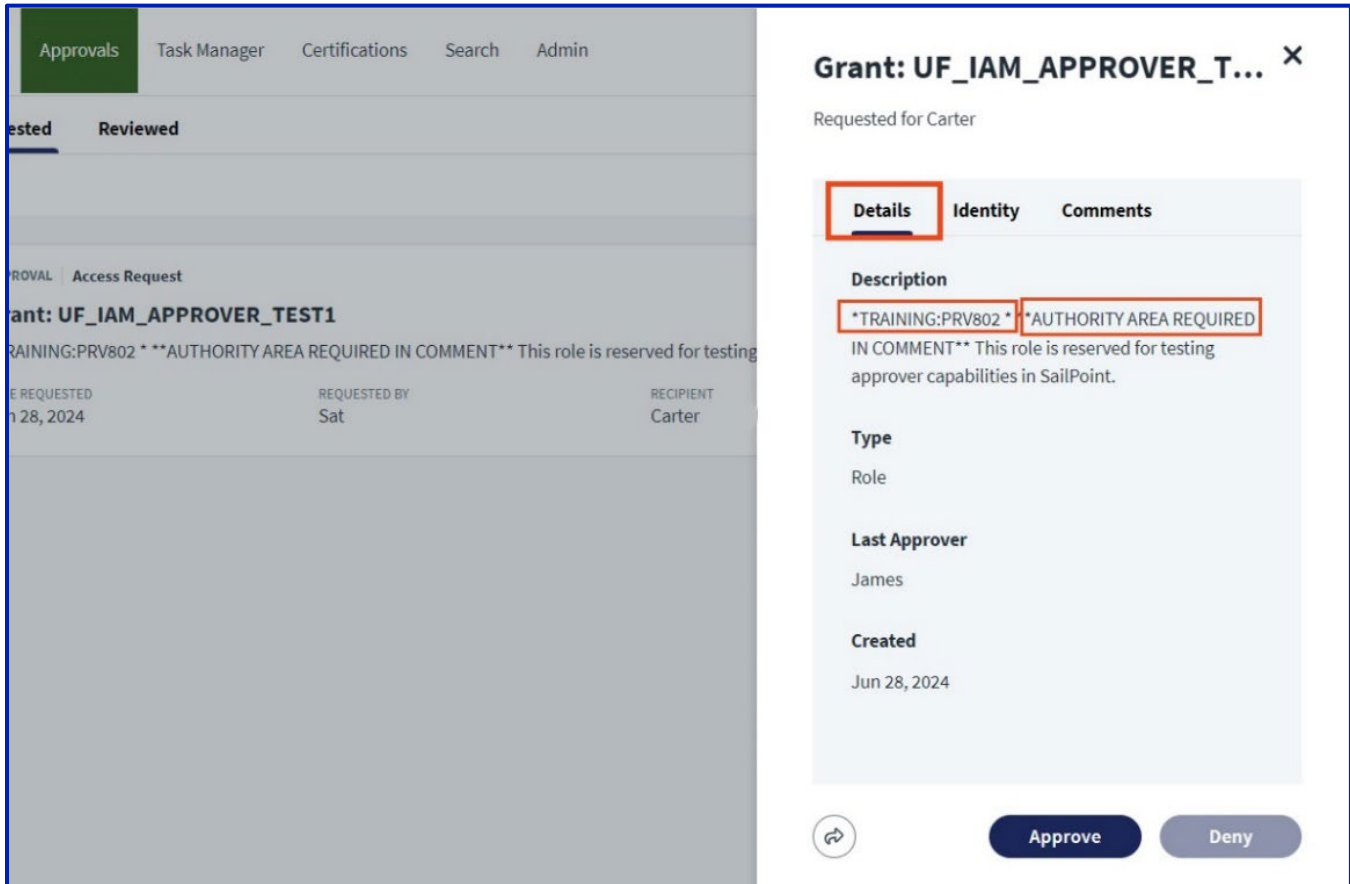 Approvals Task Manager Certifications Search Admin
ested Reviewed
PROVAL Access Request
rant: UF_IAM_APPROVER_TEST1
RAINING:PRV802 * **AUTHORITY AREA REQUIRED IN COMMENT** This role is reserved for testing
E REQUESTED REQUESTED BY RECIPIENT
n 28, 2024 Sat Carter
Grant: UF_IAM_APPROVER_T...
Requested for Carter
Details Identity Comments
Description
*TRAINING:PRV802 * **AUTHORITY AREA REQUIRED
IN COMMENT** This role is reserved for testing
approver capabilities in SailPoint.
Type
Role
Last Approver
James
Created
Jun 28, 2024
Approve Deny